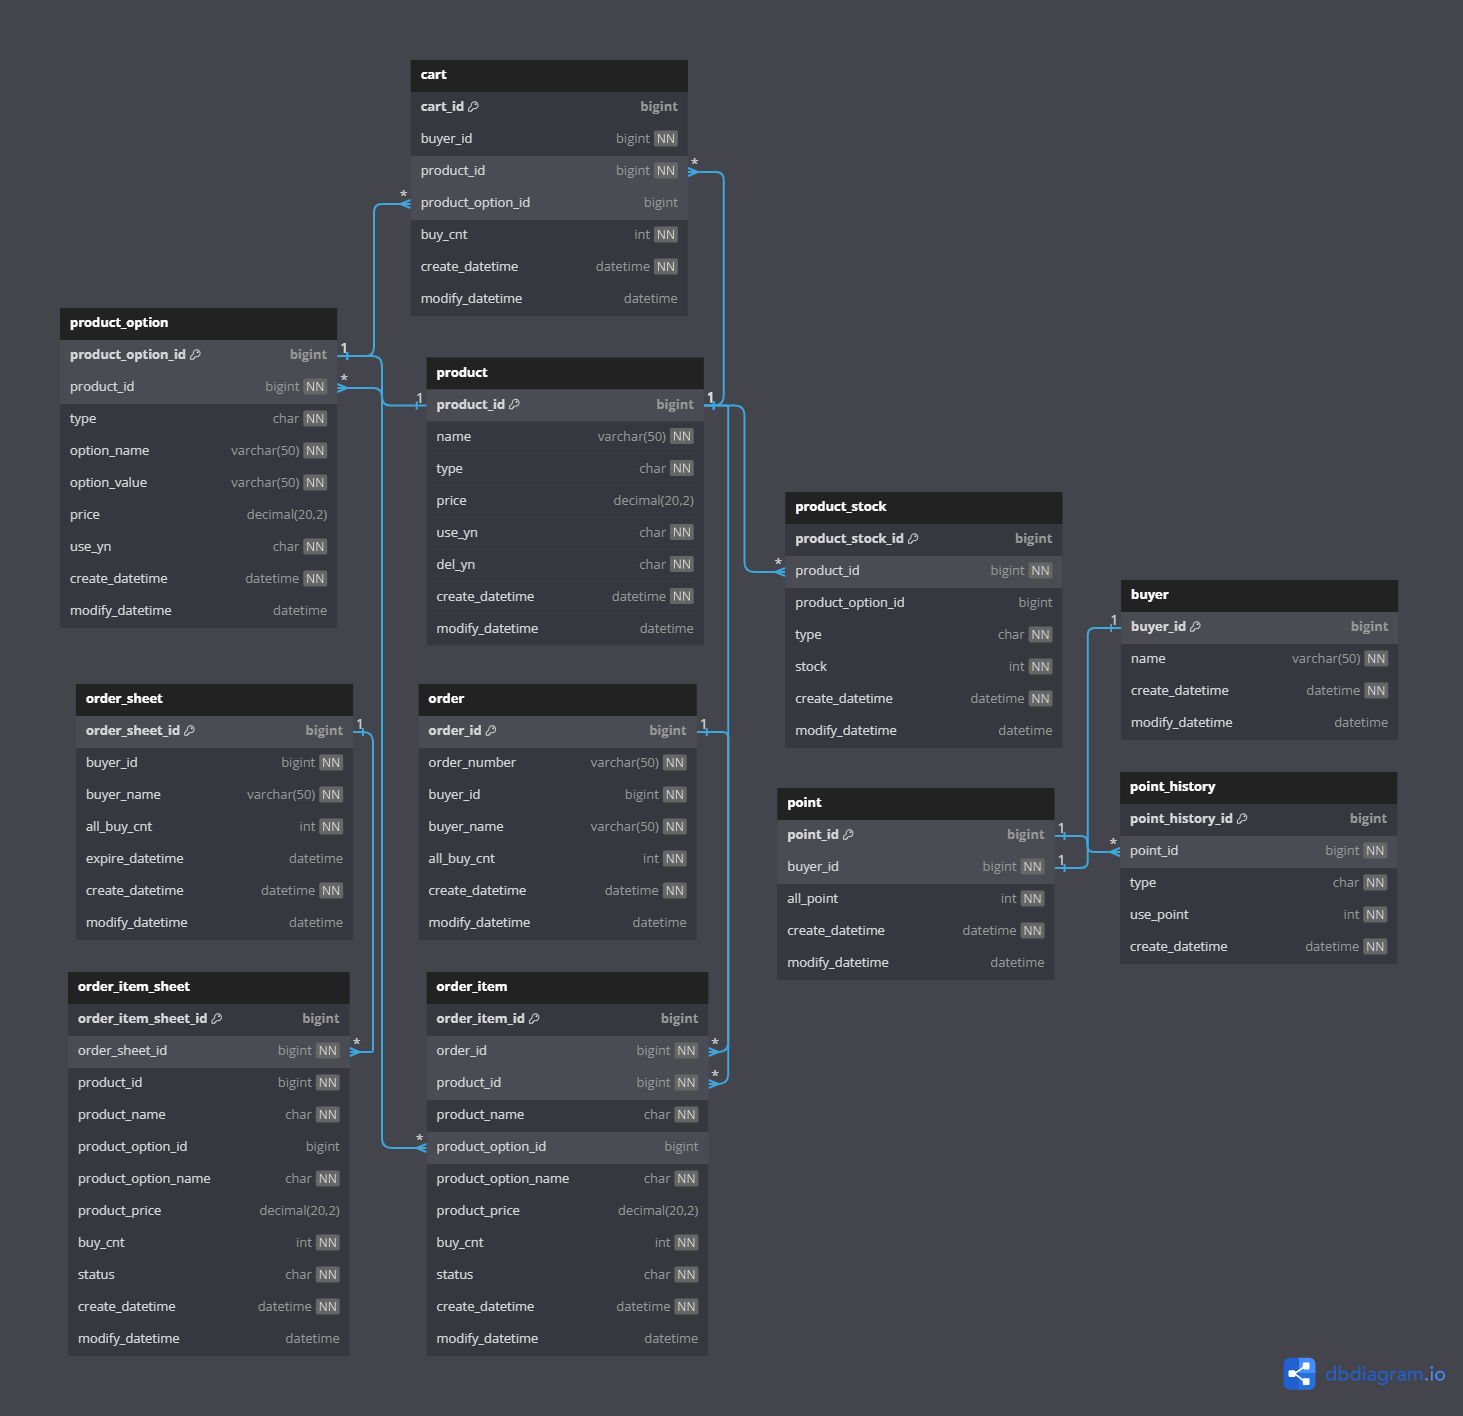 cart
cart_id bigint
buyer_id bigint NN
product_id bigint NN
product_option_id bigint
buy_cnt int NN
create_datetime datetime NN
modify_datetime datetime
*
*
product_option
product_option_id bigint
product_id bigint NN
type char NN
option_name varchar(50) NN
option_value varchar(50) NN
price decimal(20,2)
use_yn char NN
create_datetime datetime NN
modify_datetime datetime
1
*
product
product_id bigint
name varchar(50) NN
type char NN
price decimal(20,2)
use_yn char NN
del_yn char NN
create_datetime datetime NN
modify_datetime datetime
1
1
product_stock
product_stock_id bigint
product_id bigint NN
product_option_id bigint
type char NN
stock int NN
create_datetime datetime NN
modify_datetime datetime
*
buyer
buyer_id bigint
name varchar(50) NN
create_datetime datetime NN
modify_datetime datetime
1
order_sheet
order_sheet_id bigint
buyer_id bigint NN
buyer_name varchar(50) NN
all_buy_cnt int NN
expire_datetime datetime
create_datetime datetime NN
modify_datetime datetime
1
order
order_id bigint
order_number varchar(50) NN
buyer_id bigint NN
buyer_name varchar(50) NN
all_buy_cnt int NN
create_datetime datetime NN
modify_datetime datetime
1
point
point_id bigint
buyer_id bigint NN
all_point int NN
create_datetime datetime NN
modify_datetime datetime
1
1
point_history
point_history_id bigint
point_id bigint NN
type char NN
use_point int NN
create_datetime datetime NN
*
order_item_sheet
order_item_sheet_id bigint
order_sheet_id bigint NN
product_id bigint NN
product_name char NN
product_option_id bigint
product_option_name char NN
product_price decimal(20,2)
buy_cnt int NN
status char NN
create_datetime datetime NN
modify_datetime datetime
*
order_item
order_item_id bigint
order_id bigint NN
product_id bigint NN
product_name char NN
product_option_id bigint
product_option_name char NN
product_price decimal(20,2)
buy_cnt int NN
status char NN
create_datetime datetime NN
modify_datetime datetime
*
*
*
dbdiagram.io